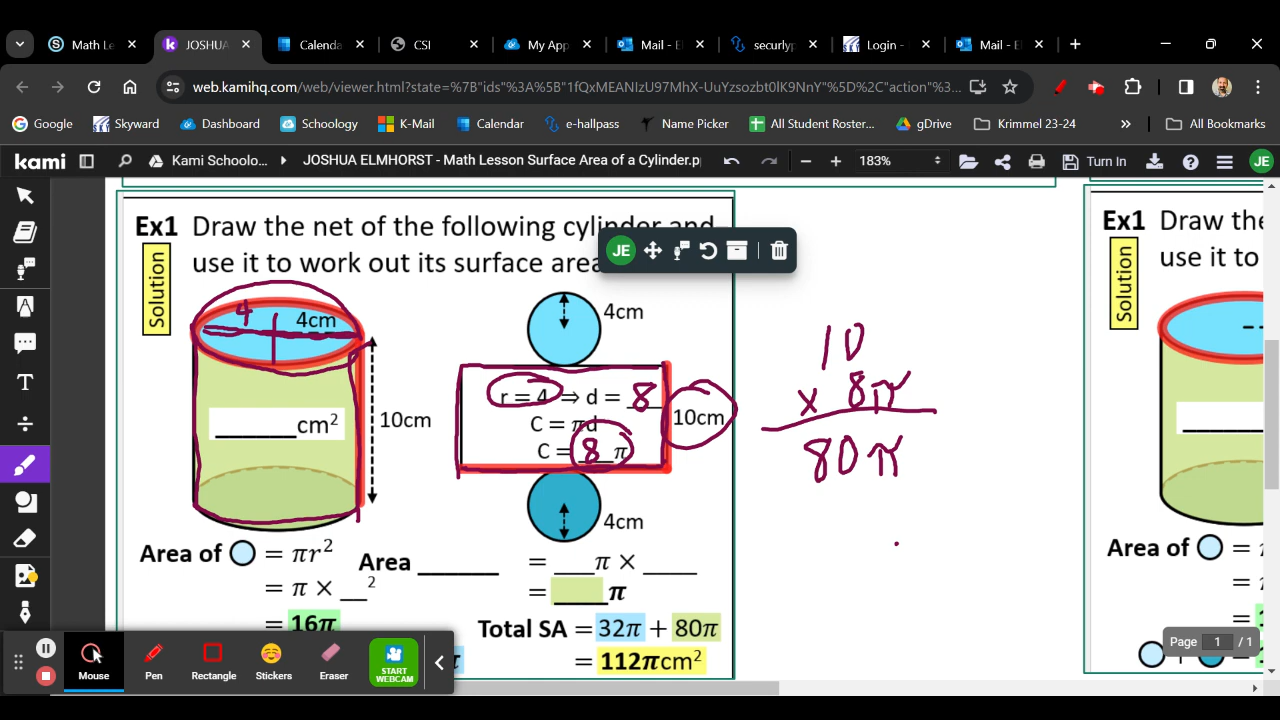 Math Le
JOSHUA
Calenda
CSI
My App
Mail - E
securlyp
Login -
Mail - E
web.kamihq.com/web/viewer.html?state=%7B"ids"%3A%5B"1fQxMEANIzU97MhX-UuYzsozbt0lK9NnY"%5D%2C"action"%3...
Google
Skyward
Dashboard
Schoology
K-Mail
Calendar
e-hallpass
Name Picker
All Student Roster...
gDrive
Krimmel 23-24
»
All Bookmarks
kami
Kami Schoolo...
JOSHUA ELMHORST - Math Lesson Surface Area of a Cylinder.p
183%
Turn In
JE
Ex1 Draw the net of the following cylinder and
use it to work out its surface area
Solution
JE
4
4cm
______cm²
10cm
4cm
r = 4 ⇒ d = 8
C = πd
C = 8 π
10cm
4cm
10
x 8π
80π
Area of = πr²
= π × __²
= 16π
Area ______ = ___π × ____
= ____π
Total SA = 32π + 80π
= 112πcm²
π
Ex1 Draw the
use it to
Solution
Area of =
=
=
+
Page 1 / 1
Mouse
Pen
Rectangle
Stickers
Eraser
START
WEBCAM